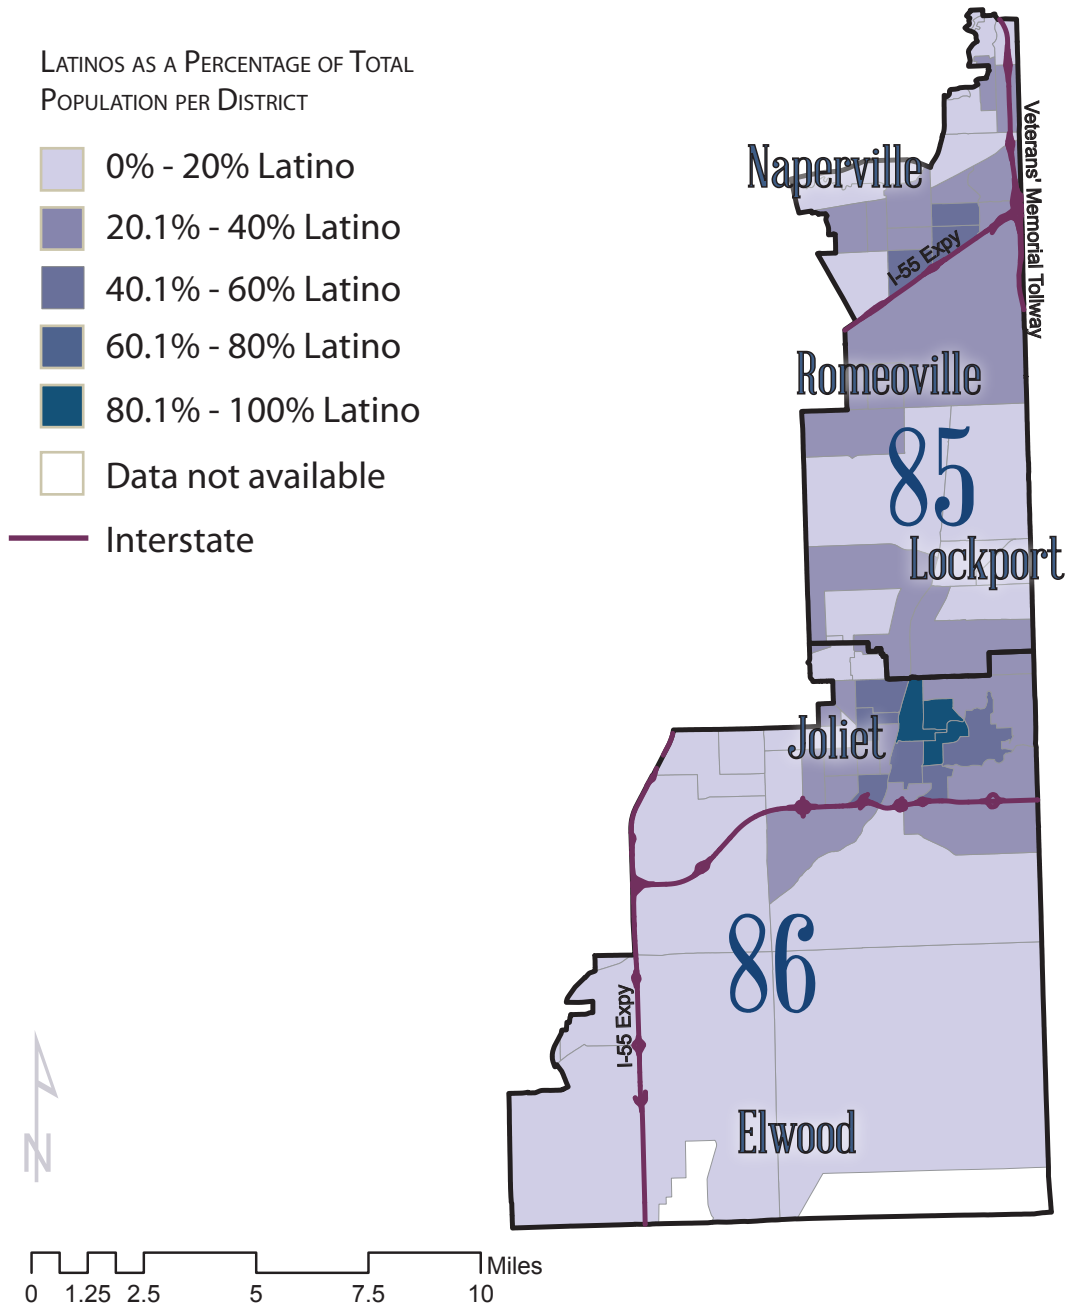 LATINOS AS A PERCENTAGE OF TOTAL
POPULATION PER DISTRICT
0% - 20% Latino
20.1% - 40% Latino
40.1% - 60% Latino
60.1% - 80% Latino
80.1% - 100% Latino
Data not available
Interstate
Naperville
Veterans' Memorial Tollway
I-55 Expy
Romeoville
85
Lockport
Joliet
86
I-55 Expy
Elwood
N
Miles
0 1.25 2.5 5 7.5 10